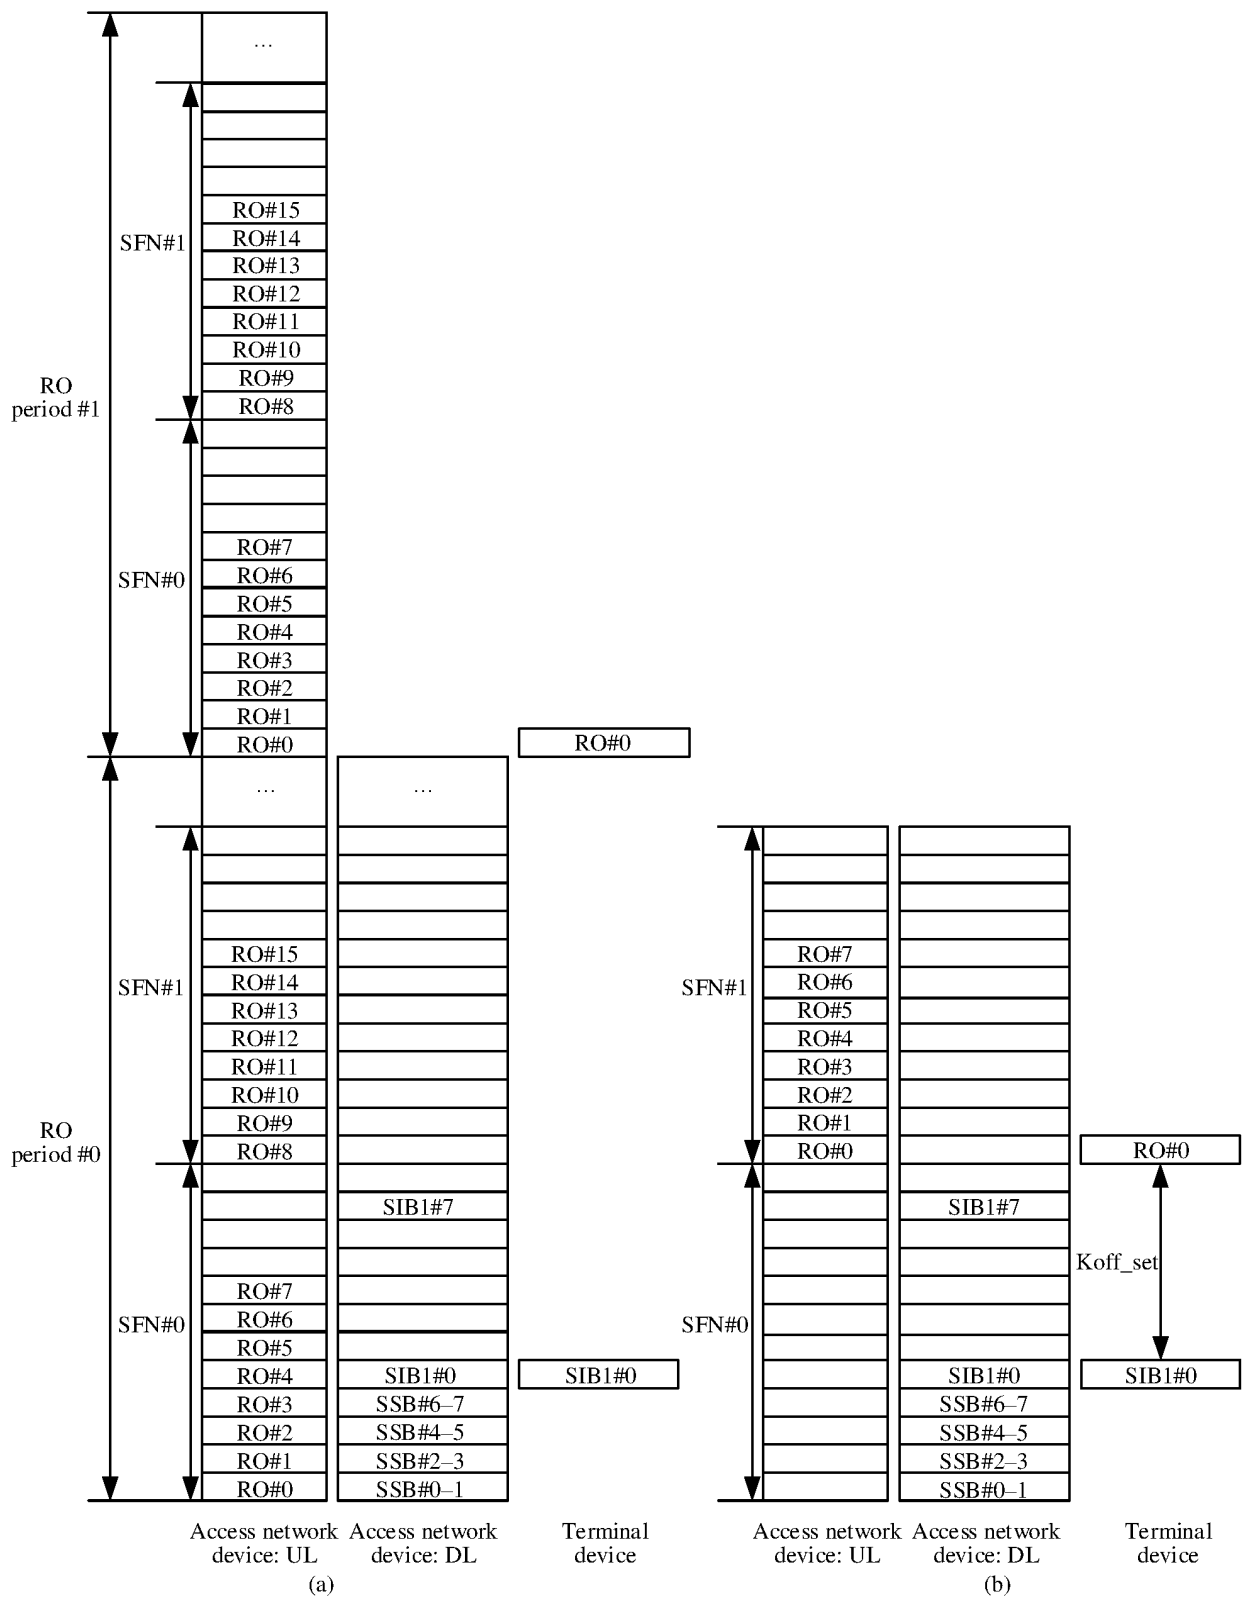 ...
RO#15
RO#14
SFN#1
RO#13
RO#12
RO#11
RO#10
RO
period #1
RO#9
RO#8
RO#7
SFN#0
RO#6
RO#5
RO#4
RO#3
RO#2
RO#1
RO#0
RO#0
...
...
RO#15
RO#14
SFN#1
RO#13
RO#12
RO#11
RO#10
RO#9
RO
period #0
RO#8
SIB1#7
RO#7
SFN#0
RO#6
RO#5
RO#4
SIB1#0
SIB1#0
RO#3
SSB#6–7
RO#2
SSB#4–5
RO#1
SSB#2–3
RO#0
SSB#0–1
Access network
device: UL
Access network
device: DL
Terminal
device
(a)
RO#7
SFN#1
RO#6
RO#5
RO#4
RO#3
RO#2
RO#1
RO#0
RO#0
SIB1#7
Koff_set
SFN#0
SIB1#0
SIB1#0
SSB#6–7
SSB#4–5
SSB#2–3
SSB#0–1
Access network
device: UL
Access network
device: DL
Terminal
device
(b)